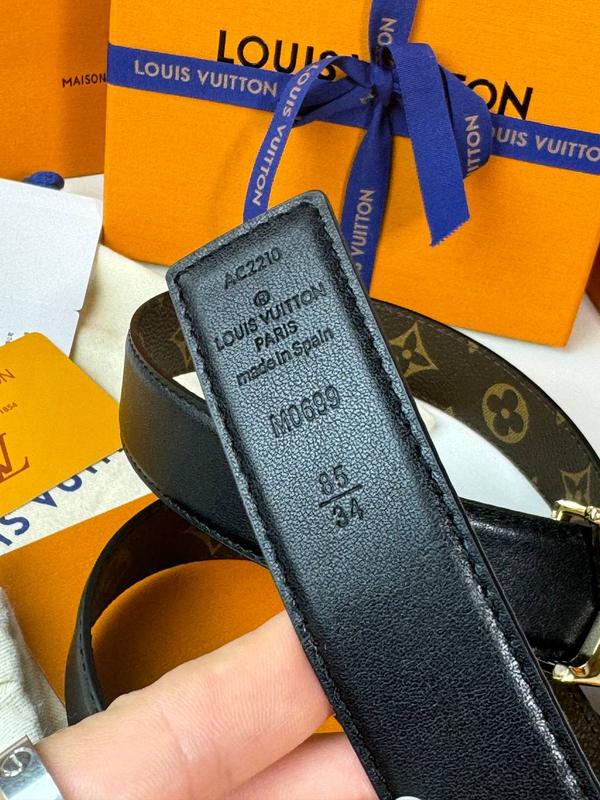 MAISON
LOUIS VUITTON
LOUIS VUITTON
LOUIS VUITTON
LOUIS VUITTON
AC2210
®
LOUIS VUITTON
PARIS
made in Spain
M0689
85
34
1854